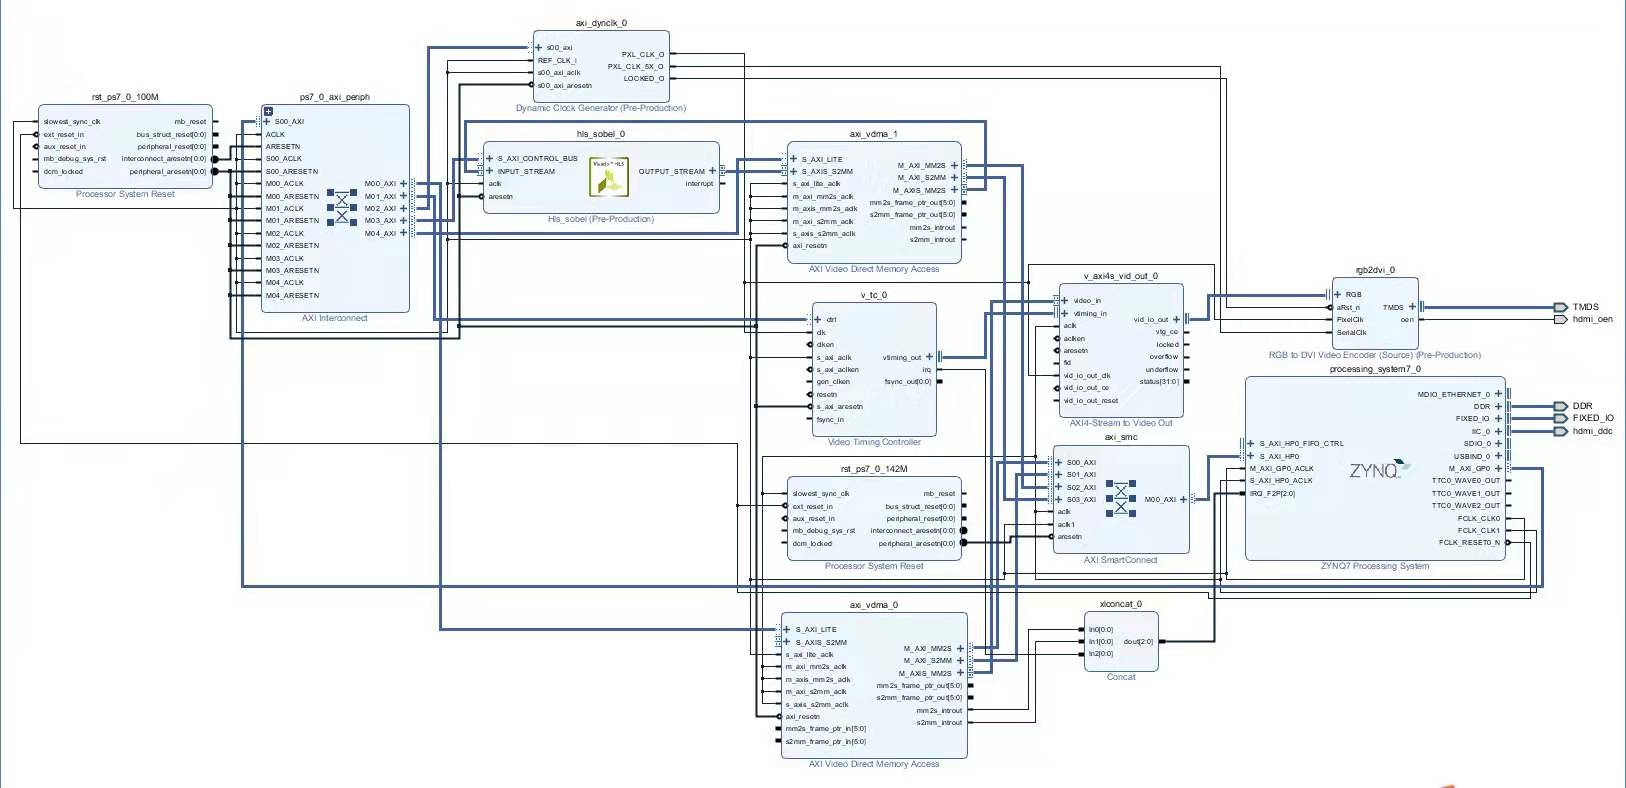 axi_dynclk_0
s00_axi
REF_CLK_I
s00_axi_aclk
s00_axi_aresetn
PXL_CLK_O
PXL_CLK_5X_O
LOCKED_O
Dynamic Clock Generator (Pre-Production)
rst_ps7_0_100M
slowest_sync_clk
ext_reset_in
aux_reset_in
mb_debug_sys_rst
dcm_locked
mb_reset
bus_struct_reset[0:0]
peripheral_reset[0:0]
interconnect_aresetn[0:0]
peripheral_aresetn[0:0]
Processor System Reset
ps7_0_axi_periph
S00_AXI
ACLK
ARESETN
S00_ACLK
S00_ARESETN
M00_ACLK
M00_ARESETN
M01_ACLK
M01_ARESETN
M02_ACLK
M02_ARESETN
M03_ACLK
M03_ARESETN
M04_ACLK
M04_ARESETN
M00_AXI
M01_AXI
M02_AXI
M03_AXI
M04_AXI
AXI Interconnect
hls_sobel_0
S_AXI_CONTROL_BUS
INPUT_STREAM
aclk
aresetn
OUTPUT_STREAM
interrupt
Hls_sobel (Pre-Production)
axi_vdma_1
S_AXI_LITE
S_AXIS_S2MM
s_axi_lite_aclk
m_axi_mm2s_aclk
m_axis_mm2s_aclk
m_axi_s2mm_aclk
s_axis_s2mm_aclk
axi_resetn
M_AXI_MM2S
M_AXI_S2MM
M_AXIS_MM2S
mm2s_frame_ptr_out[5:0]
s2mm_frame_ptr_out[5:0]
mm2s_introut
s2mm_introut
AXI Video Direct Memory Access
v_tc_0
ctrl
clk
clken
s_axi_aclk
s_axi_aclken
gen_clken
resetn
s_axi_aresetn
fsync_in
vtiming_out
irq
fsync_out[0:0]
Video Timing Controller
v_axi4s_vid_out_0
video_in
vtiming_in
aclk
aclken
aresetn
fid
vid_io_out_clk
vid_io_out_ce
vid_io_out_reset
vid_io_out
vtg_ce
locked
overflow
underflow
status[31:0]
AXI4-Stream to Video Out
rgb2dvi_0
RGB
aRst_n
PixelClk
SerialClk
TMDS
oen
RGB to DVI Video Encoder (Source) (Pre-Production)
TMDS
hdmi_oen
processing_system7_0
S_AXI_HP0_FIFO_CTRL
S_AXI_HP0
M_AXI_GP0_ACLK
S_AXI_HP0_ACLK
IRQ_F2P[2:0]
ZYNQ
MDIO_ETHERNET_0
DDR
FIXED_IO
IIC_0
SDIO_0
USBIND_0
M_AXI_GP0
TTC0_WAVE0_OUT
TTC0_WAVE1_OUT
TTC0_WAVE2_OUT
FCLK_CLK0
FCLK_CLK1
FCLK_RESET0_N
ZYNQ7 Processing System
DDR
FIXED_IO
hdmi_ddc
rst_ps7_0_142M
slowest_sync_clk
ext_reset_in
aux_reset_in
mb_debug_sys_rst
dcm_locked
mb_reset
bus_struct_reset[0:0]
peripheral_reset[0:0]
interconnect_aresetn[0:0]
peripheral_aresetn[0:0]
Processor System Reset
axi_smc
S00_AXI
S01_AXI
S02_AXI
S03_AXI
aclk
aclk1
aresetn
M00_AXI
AXI SmartConnect
axi_vdma_0
S_AXI_LITE
S_AXIS_S2MM
s_axi_lite_aclk
m_axi_mm2s_aclk
m_axis_mm2s_aclk
m_axi_s2mm_aclk
s_axis_s2mm_aclk
axi_resetn
mm2s_frame_ptr_in[5:0]
s2mm_frame_ptr_in[5:0]
M_AXI_MM2S
M_AXI_S2MM
M_AXIS_MM2S
mm2s_frame_ptr_out[5:0]
s2mm_frame_ptr_out[5:0]
mm2s_introut
s2mm_introut
AXI Video Direct Memory Access
xlconcat_0
In0[0:0]
In1[0:0]
In2[0:0]
dout[2:0]
Concat